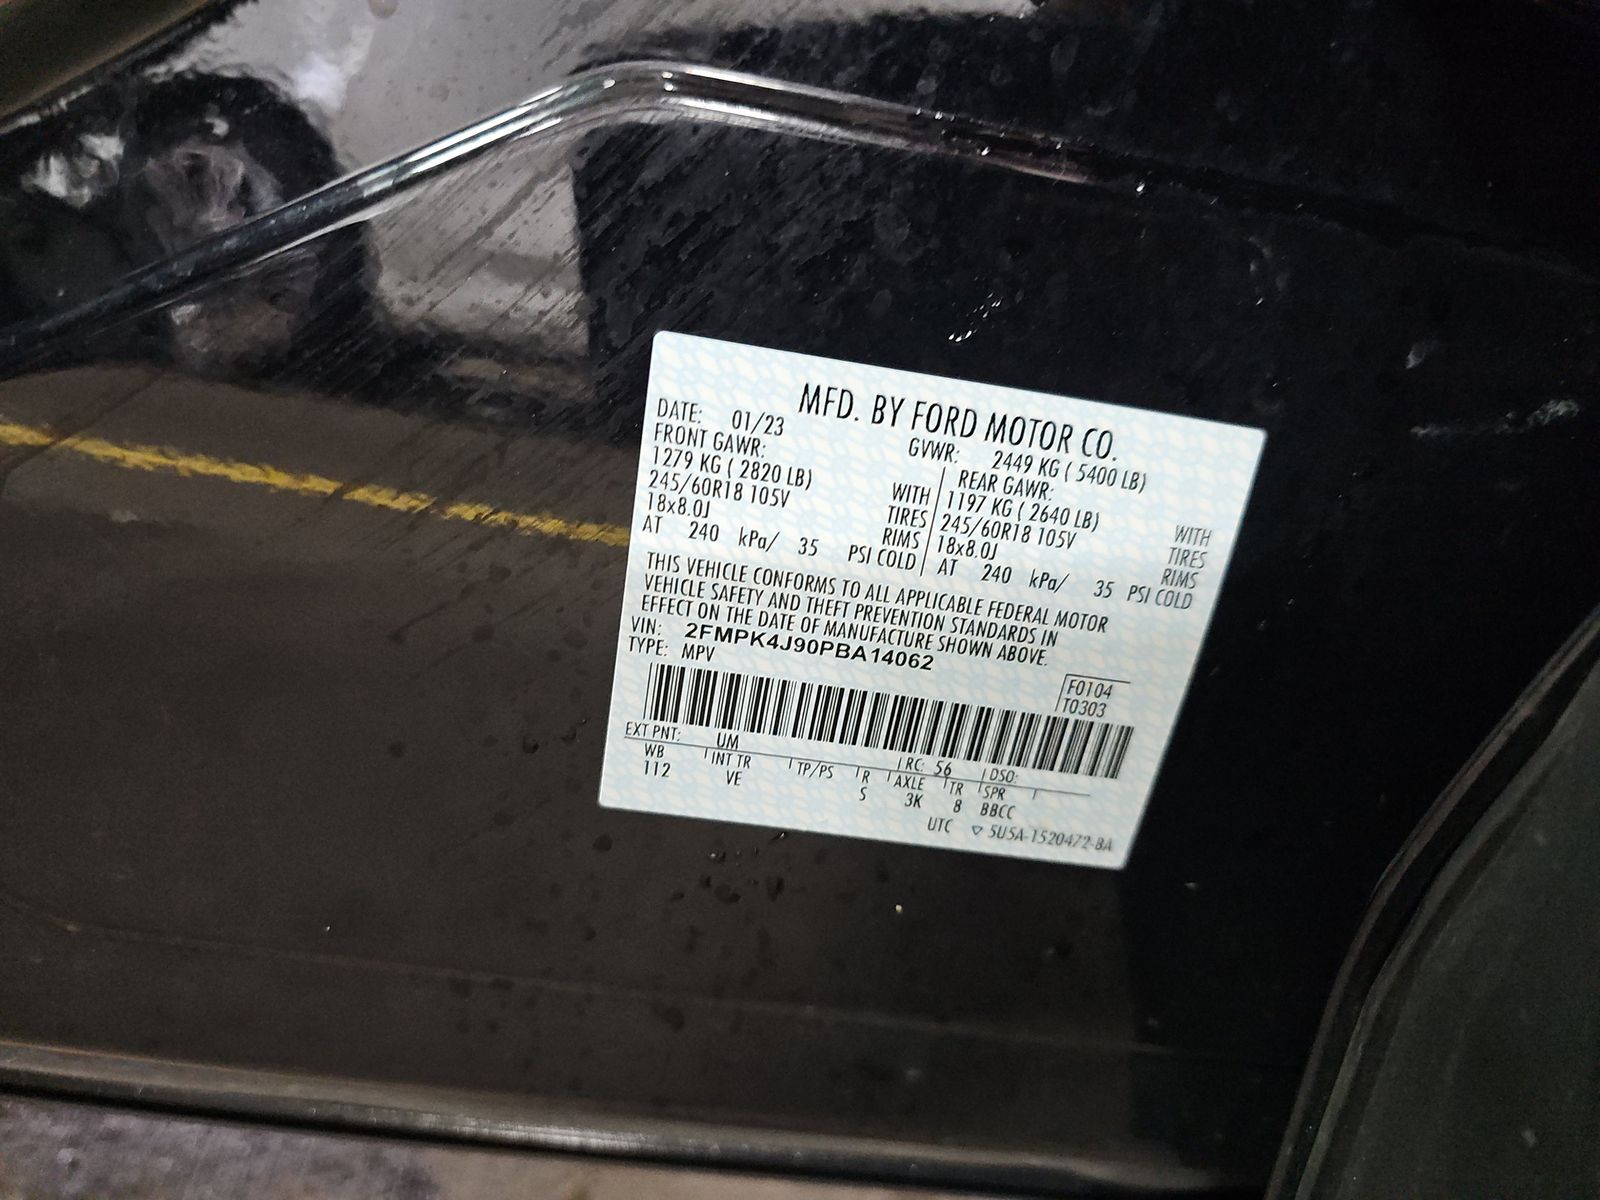 MFD. BY FORD MOTOR CO.
DATE: 01/23 GVWR: 2449 KG ( 5400 LB)
FRONT GAWR: REAR GAWR:
1279 KG ( 2820 LB) WITH 1197 KG ( 2640 LB) WITH
245/60R18 105V TIRES 245/60R18 105V TIRES
18x8.0J RIMS 18x8.0J RIMS
AT 240 kPa/ 35 PSI COLD AT 240 kPa/ 35 PSI COLD
THIS VEHICLE CONFORMS TO ALL APPLICABLE FEDERAL MOTOR
VEHICLE SAFETY AND THEFT PREVENTION STANDARDS IN
EFFECT ON THE DATE OF MANUFACTURE SHOWN ABOVE.
VIN: 2FMPK4J90PBA14062
TYPE: MPV
F0104
T0303
EXT PNT: UM RC: 56 DSO:
WB INT TR TP/PS R AXLE TR SPR
112 VE S 3K 8 BBCC
UTC 5U5A-1520472-BA